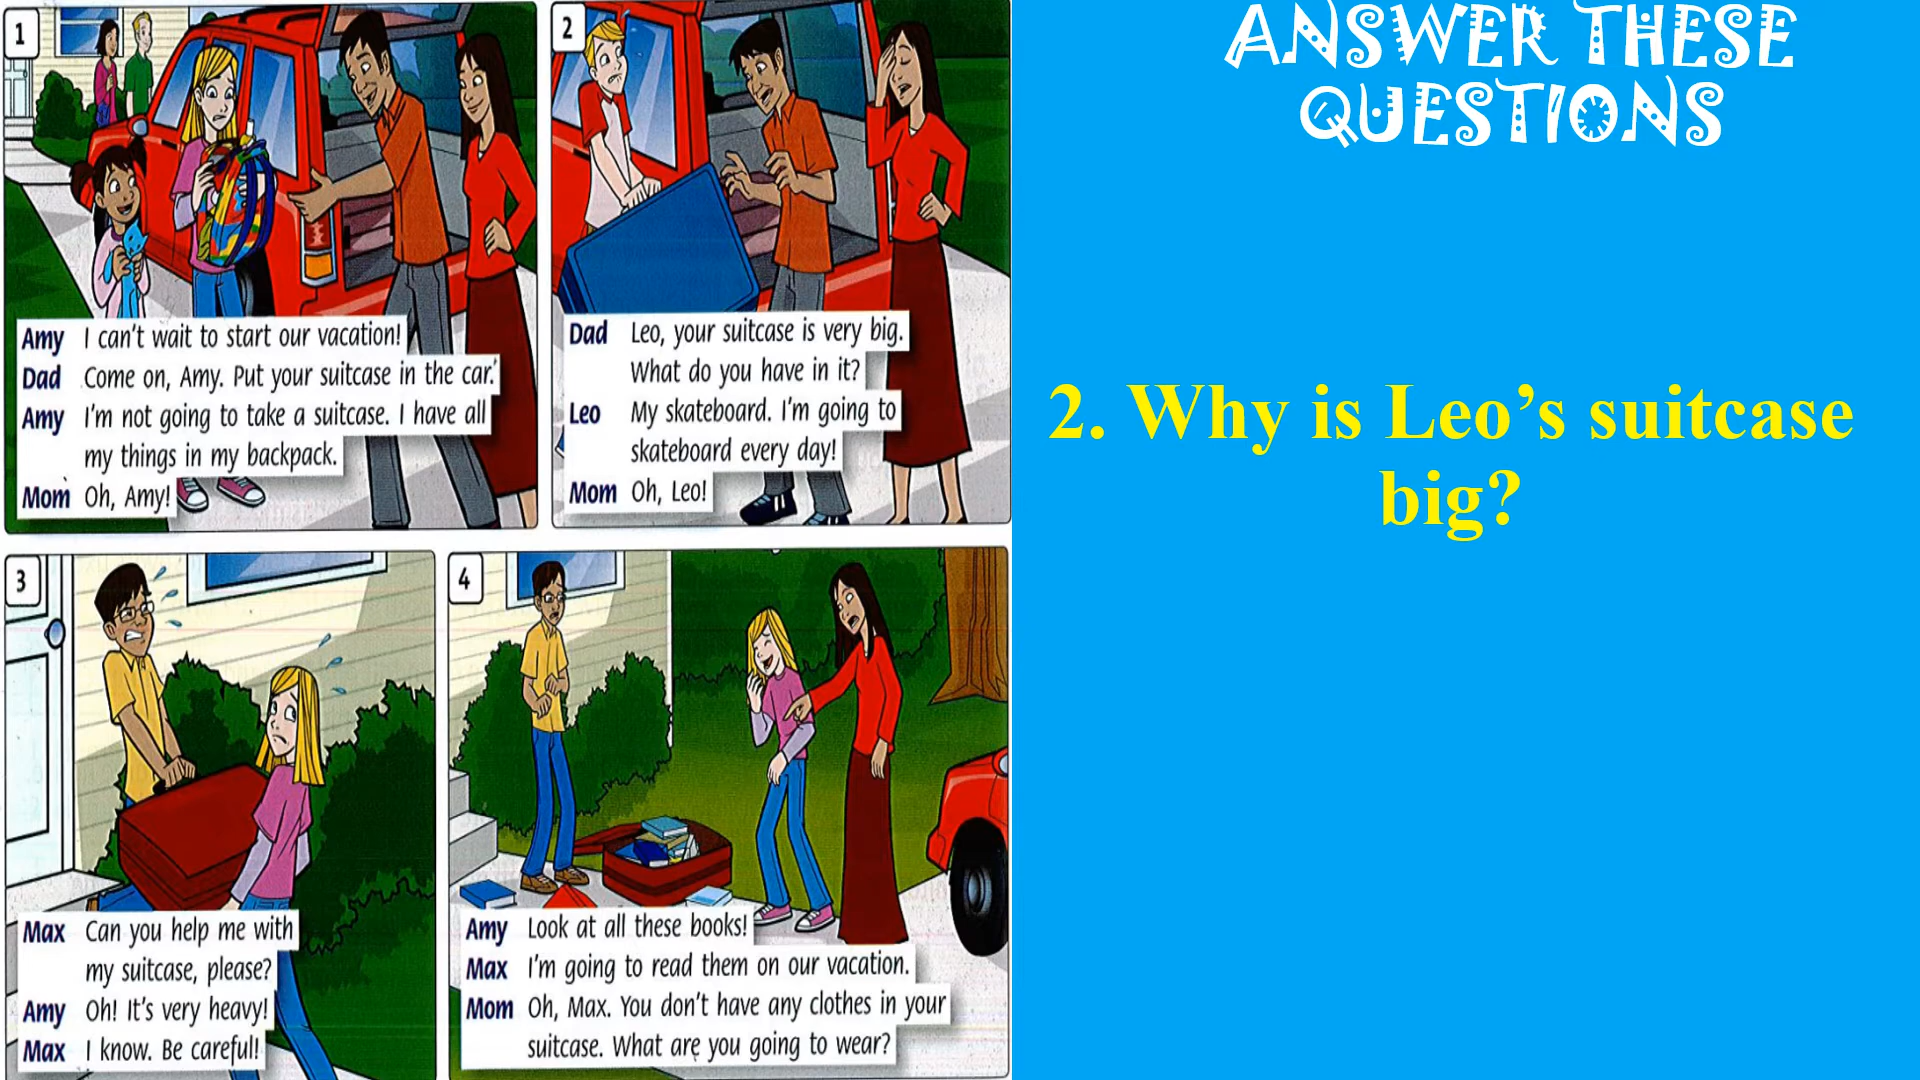 1
Amy I can't wait to start our vacation!
Dad Come on, Amy. Put your suitcase in the car.
Amy I'm not going to take a suitcase. I have all
my things in my backpack.
Mom Oh, Amy!
2
Dad Leo, your suitcase is very big.
What do you have in it?
Leo My skateboard. I'm going to
skateboard every day!
Mom Oh, Leo!
3
Max Can you help me with
my suitcase, please?
Amy Oh! It's very heavy!
Max I know. Be careful!
4
Amy Look at all these books!
Max I'm going to read them on our vacation.
Mom Oh, Max. You don't have any clothes in your
suitcase. What are you going to wear?
ANSWER THESE
QUESTIONS
2. Why is Leo's suitcase
big?